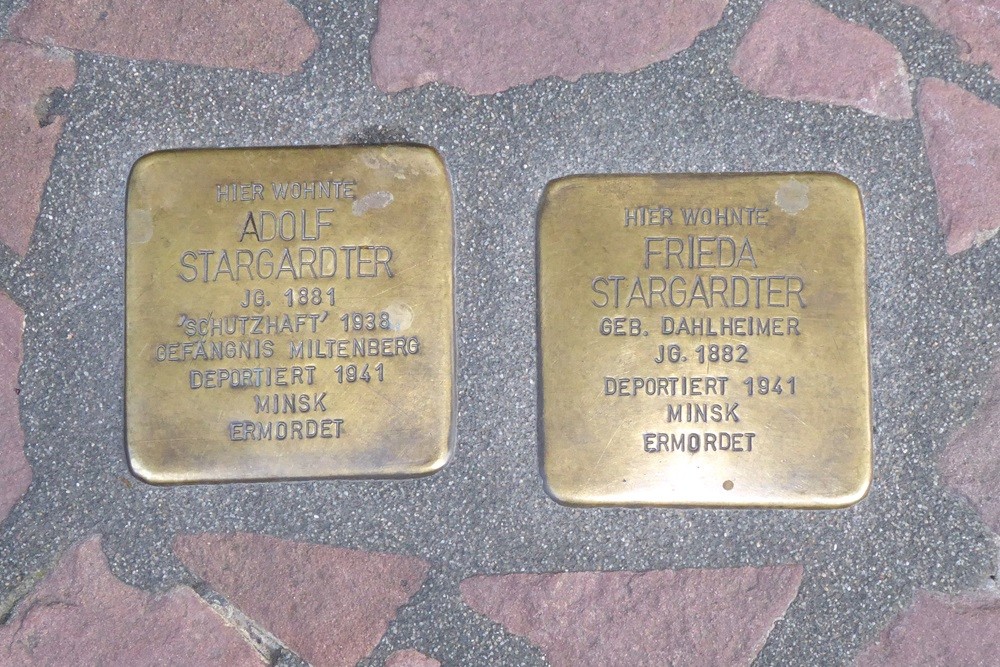 HIER WOHNTE
ADOLF
STARGARDTER
JG. 1881
'SCHUTZHAFT' 1938
GEFÄNGNIS MILTENBERG
DEPORTIERT 1941
MINSK
ERMORDET
HIER WOHNTE
FRIEDA
STARGARDTER
GEB. DAHLHEIMER
JG. 1882
DEPORTIERT 1941
MINSK
ERMORDET